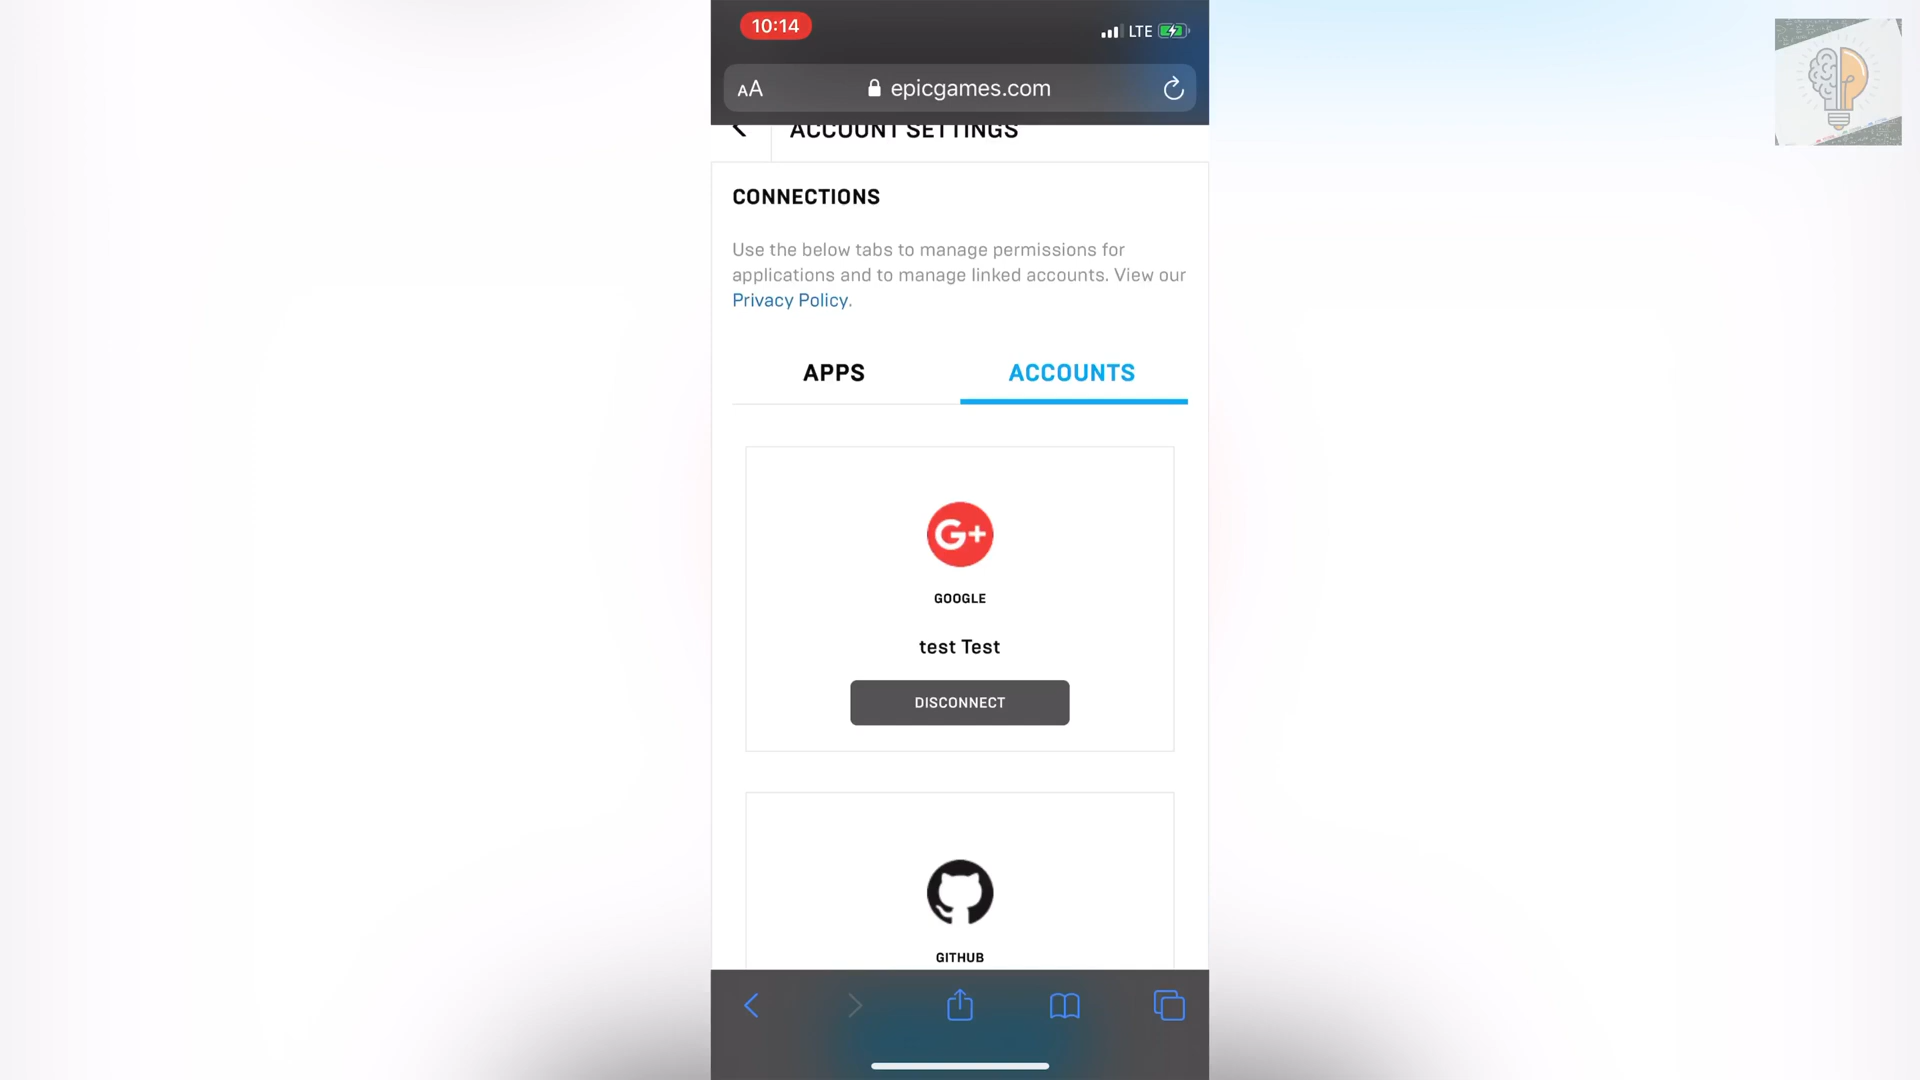 10:14
LTE
AA
epicgames.com
ACCOUNT SETTINGS
CONNECTIONS
Use the below tabs to manage permissions for
applications and to manage linked accounts. View our
Privacy Policy.
APPS
ACCOUNTS
G+
GOOGLE
test Test
DISCONNECT
GITHUB